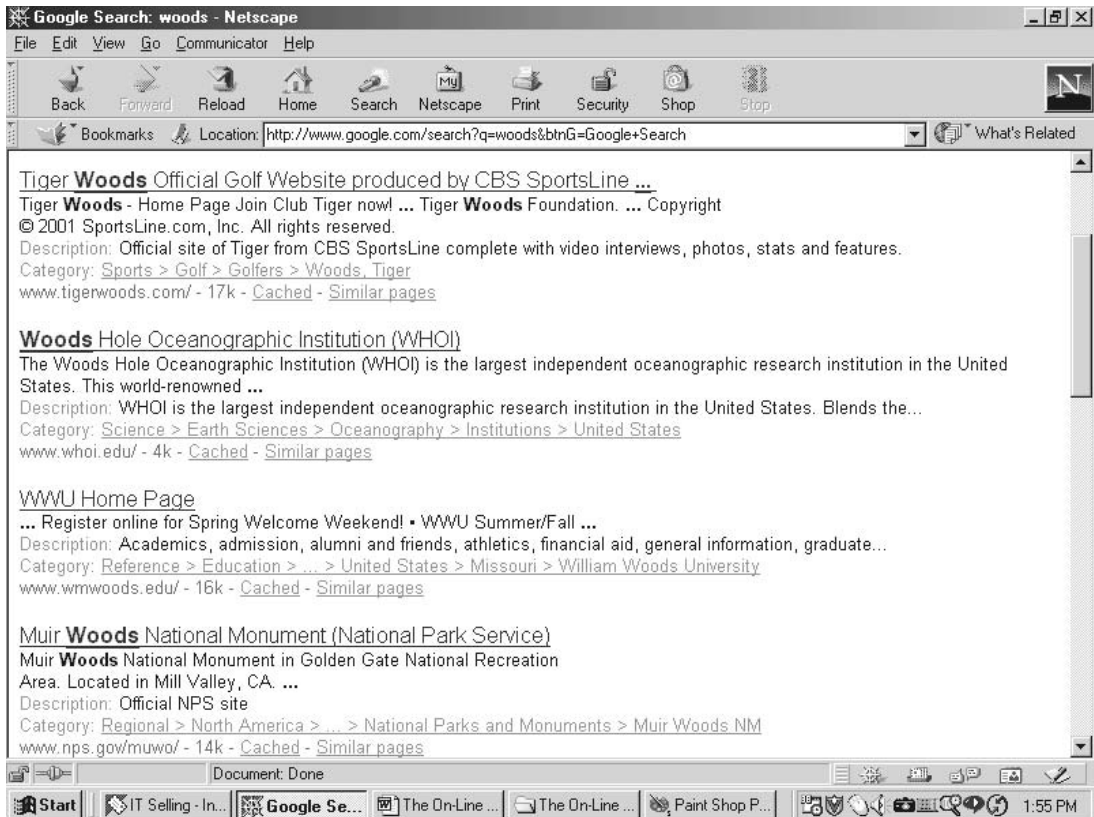 Google Search: woods - Netscape
File Edit View Go Communicator Help
My
Back Forward Reload Home Search Netscape Print Security Shop Stop
N
Bookmarks Location: http://www.google.com/search?q=woods&btnG=Google+Search What's Related
Tiger Woods Official Golf Website produced by CBS SportsLine ...
Tiger Woods - Home Page Join Club Tiger now! ... Tiger Woods Foundation. ... Copyright
© 2001 SportsLine.com, Inc. All rights reserved.
Description: Official site of Tiger from CBS SportsLine complete with video interviews, photos, stats and features.
Category: Sports > Golf > Golfers > Woods, Tiger
www.tigerwoods.com/ - 17k - Cached - Similar pages
Woods Hole Oceanographic Institution (WHOI)
The Woods Hole Oceanographic Institution (WHOI) is the largest independent oceanographic research institution in the United
States. This world-renowned ...
Description: WHOI is the largest independent oceanographic research institution in the United States. Blends the...
Category: Science > Earth Sciences > Oceanography > Institutions > United States
www.whoi.edu/ - 4k - Cached - Similar pages
WWU Home Page
... Register online for Spring Welcome Weekend! ▪ WWU Summer/Fall ...
Description: Academics, admission, alumni and friends, athletics, financial aid, general information, graduate...
Category: Reference > Education > ... > United States > Missouri > William Woods University
www.wmwoods.edu/ - 16k - Cached - Similar pages
Muir Woods National Monument (National Park Service)
Muir Woods National Monument in Golden Gate National Recreation
Area. Located in Mill Valley, CA. ...
Description: Official NPS site
Category: Regional > North America > ... > National Parks and Monuments > Muir Woods NM
www.nps.gov/muwo/ - 14k - Cached - Similar pages
Document: Done
Start IT Selling - In... Google Se... The On-Line ... The On-Line ... Paint Shop P... 1:55 PM